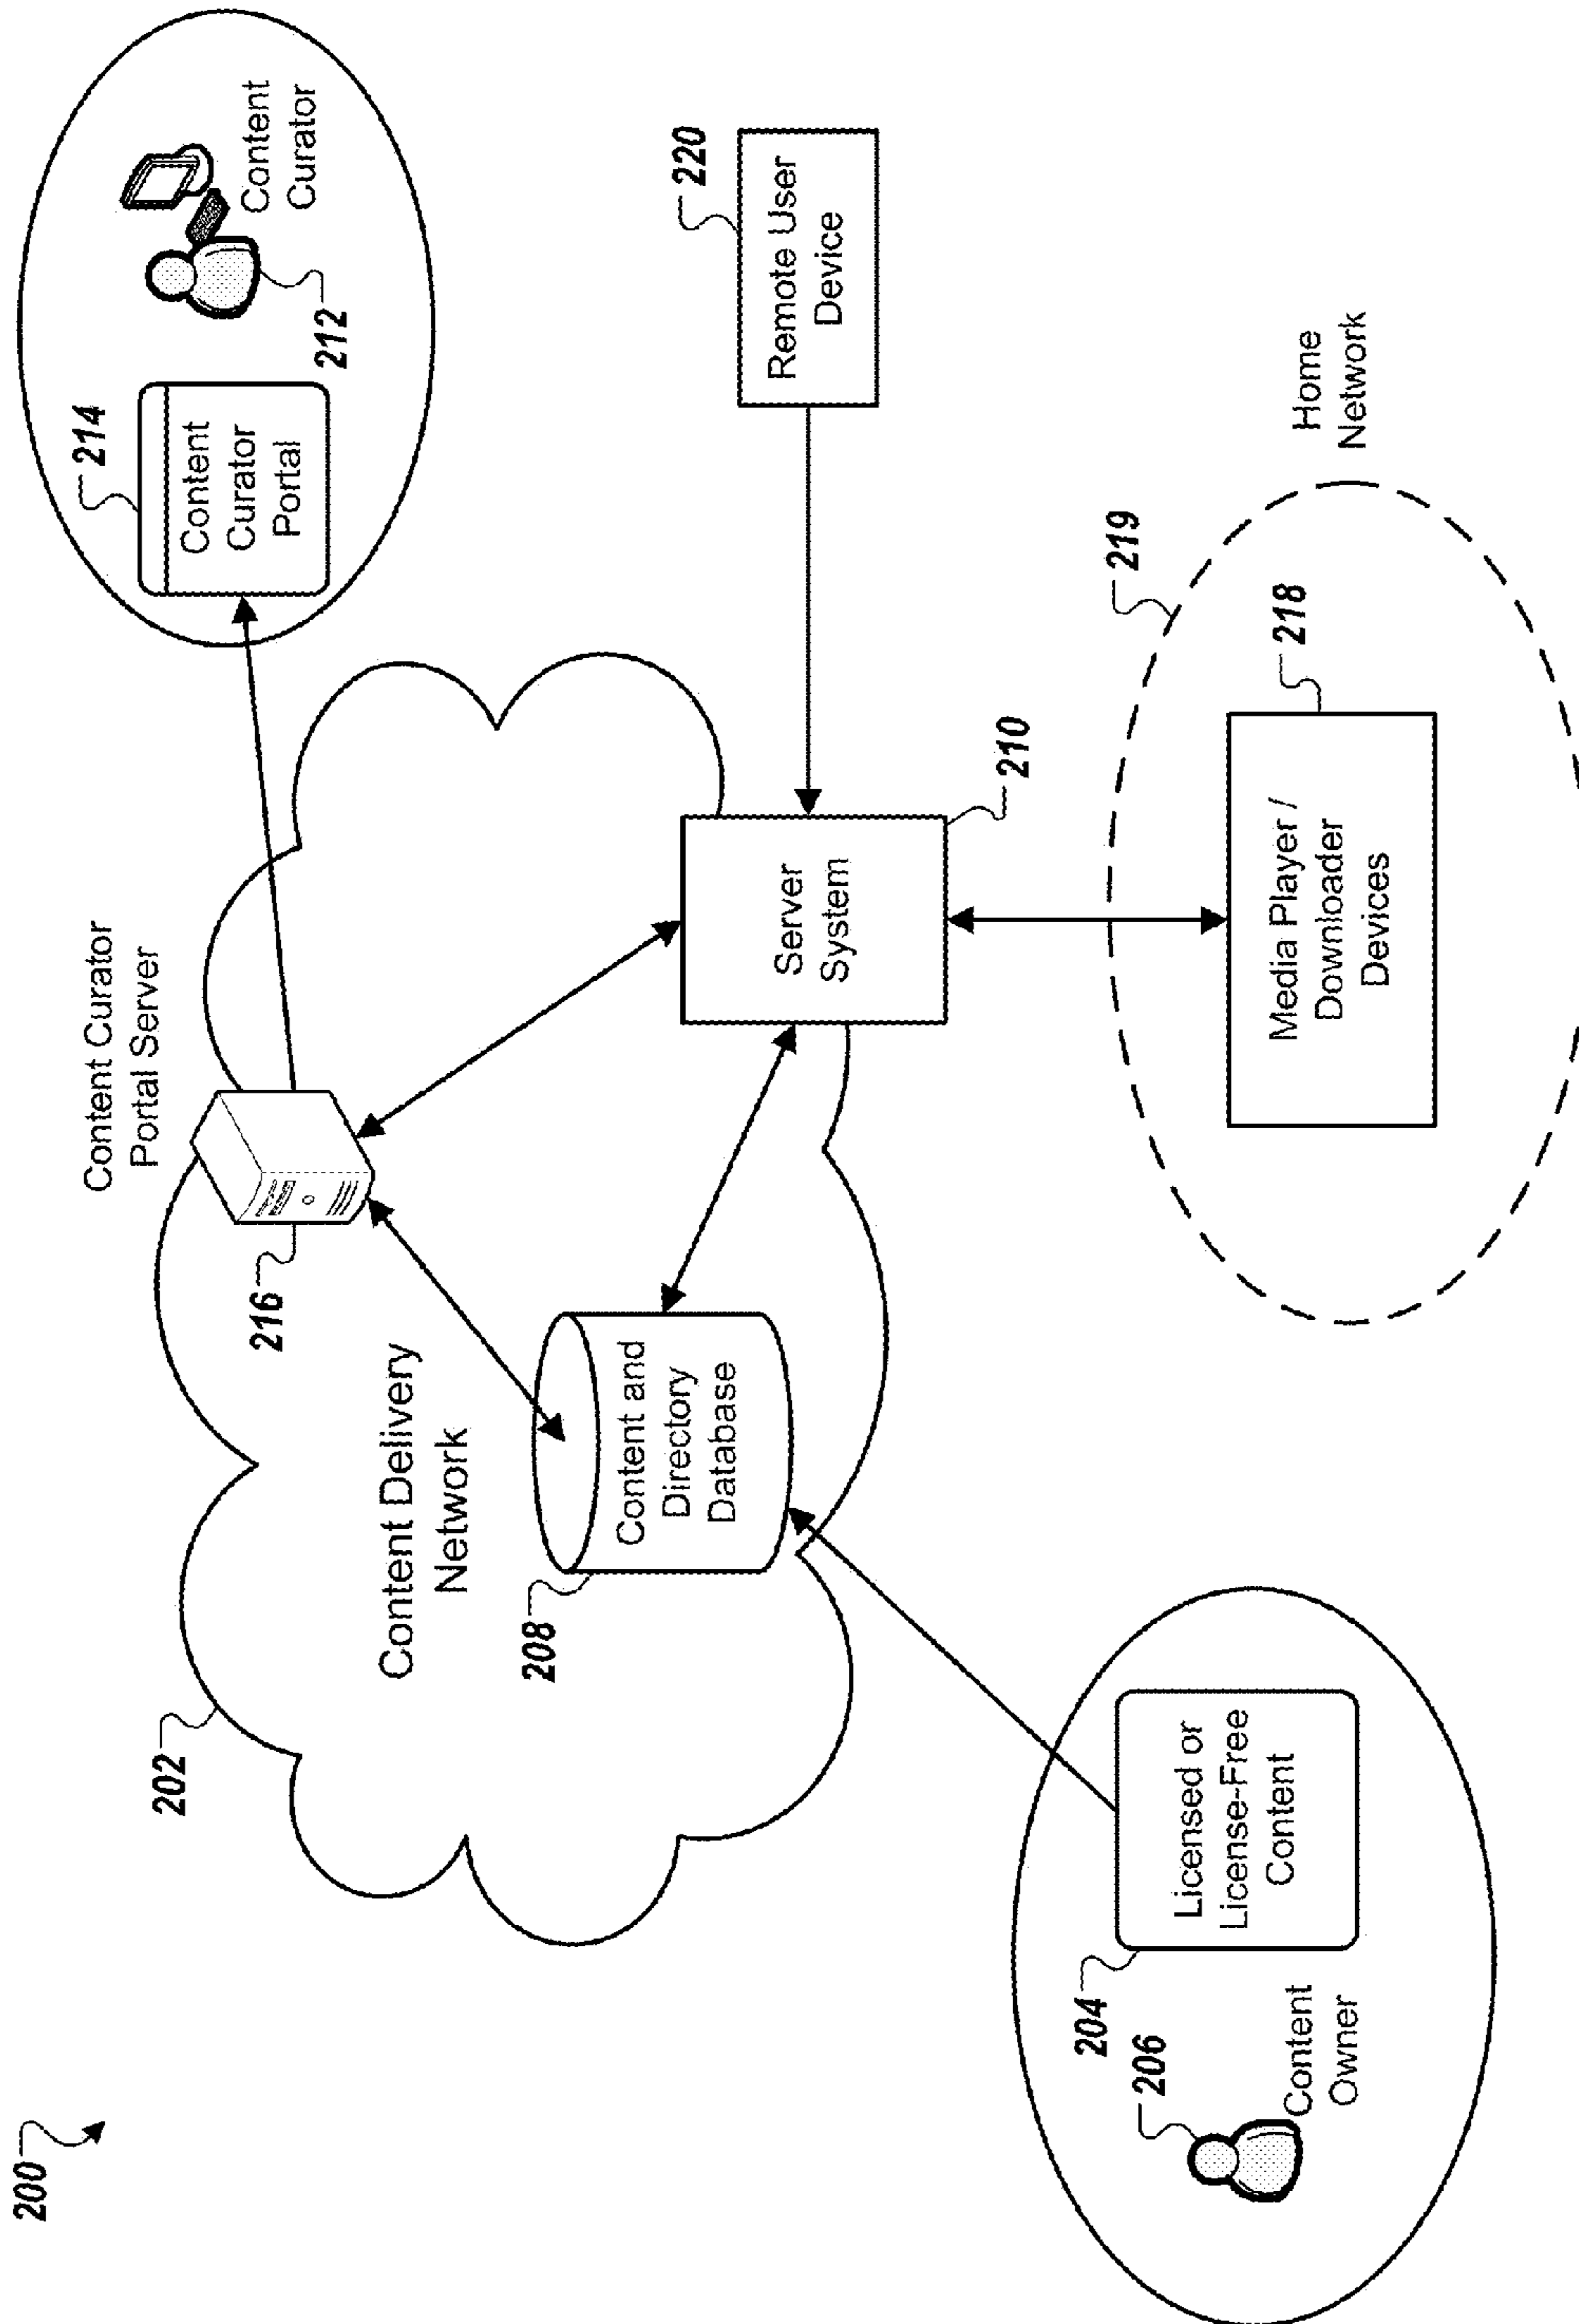 200
202
Content Delivery
Network
Content Curator
Portal Server
216
208
Content and
Directory
Database
214
Content
Curator
Portal
212
Content
Curator
220
Remote User
Device
Server
System
210
204
Licensed or
License-Free
Content
206
Content
Owner
219
Home
Network
218
Media Player /
Downloader
Devices